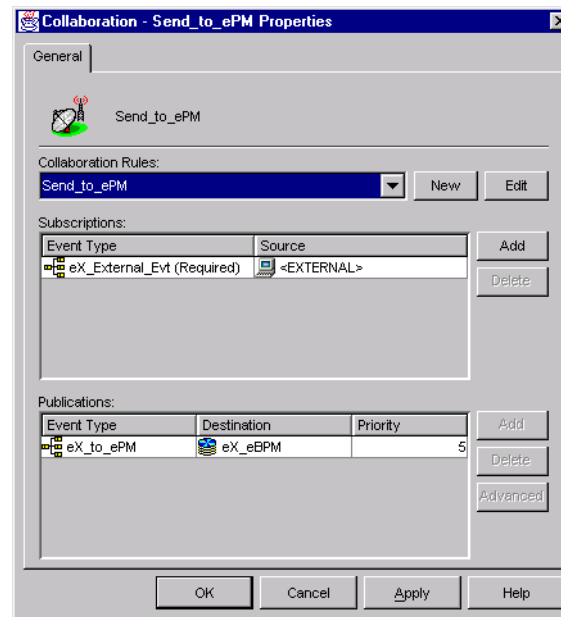 Collaboration - Send_to_ePM Properties
General
Send_to_ePM
Collaboration Rules:
Send_to_ePM New Edit
Subscriptions:
Event Type Source Add
eX_External_Evt (Required) <EXTERNAL>
Delete
Publications:
Event Type Destination Priority Add
eX_to_ePM eX_eBPM 5
Delete
Advanced
OK Cancel Apply Help